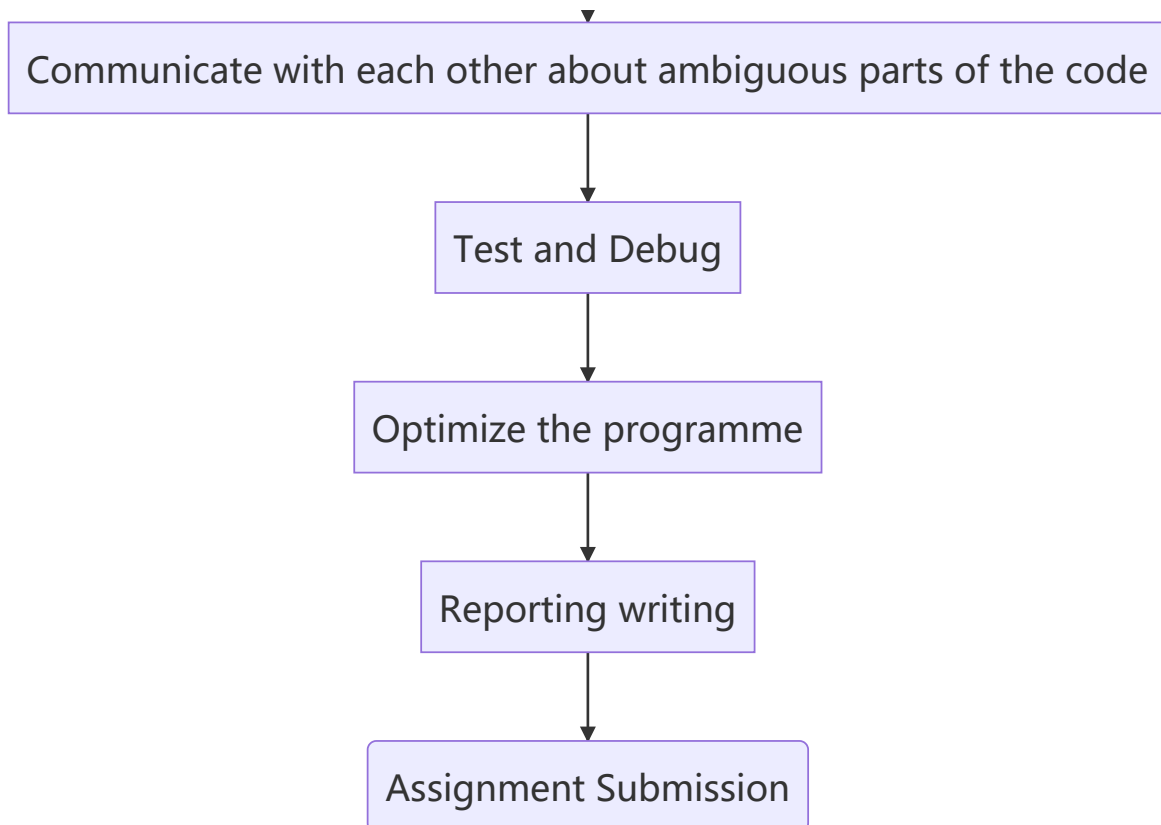 Communicate with each other about ambiguous parts of the code
Test and Debug
Optimize the programme
Reporting writing
Assignment Submission